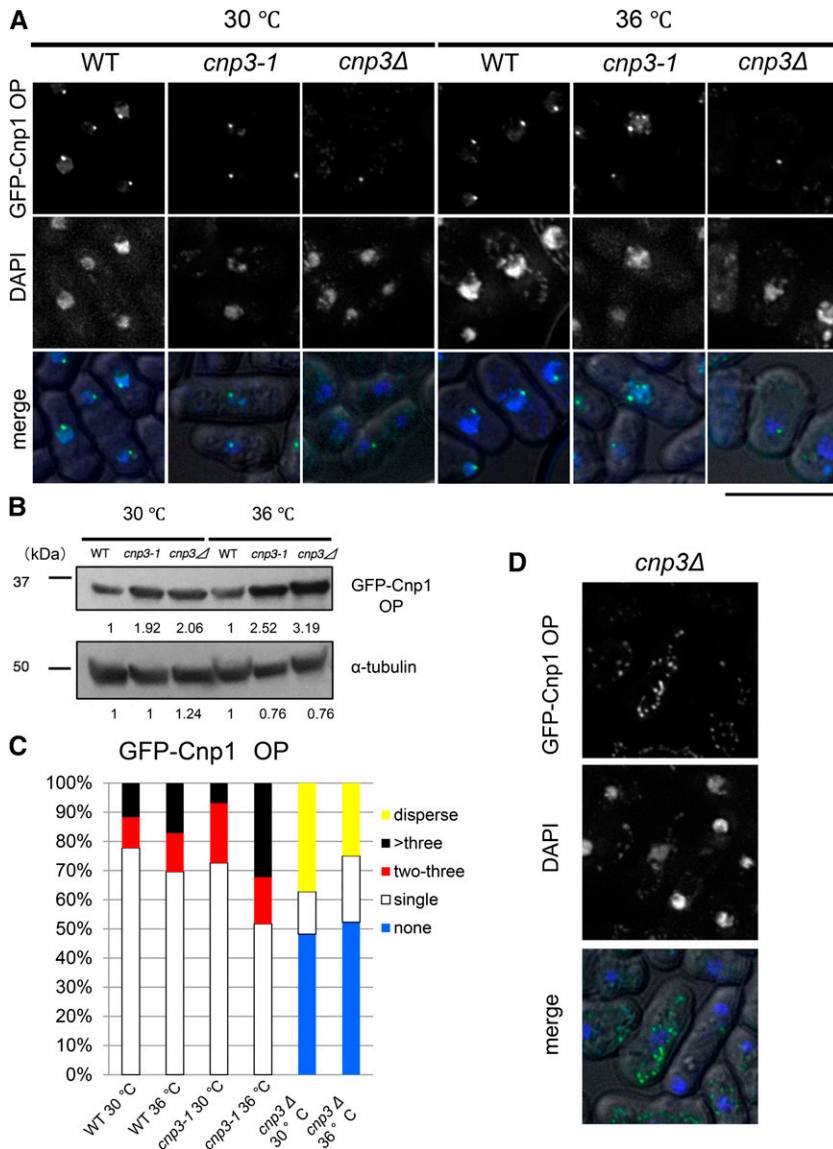 A
30 ℃ 36 ℃
WT cnp3-1 cnp3Δ WT cnp3-1 cnp3Δ
GFP-Cnp1 OP
DAPI
merge
B
30 ℃ 36 ℃
(kDa) WT cnp3-1 cnp3Δ WT cnp3-1 cnp3Δ
37
GFP-Cnp1
OP
1 1.92 2.06 1 2.52 3.19
50
α-tubulin
1 1 1.24 1 0.76 0.76
C
GFP-Cnp1 OP
100%
90%
80%
70%
60%
50%
40%
30%
20%
10%
0%
disperse
>three
two-three
single
none
WT 30 ℃
WT 36 ℃
cnp3-1 30 ℃
cnp3-1 36 ℃
cnp3 Δ
30° C
cnp3 Δ
36° C
D
cnp3Δ
GFP-Cnp1 OP
DAPI
merge